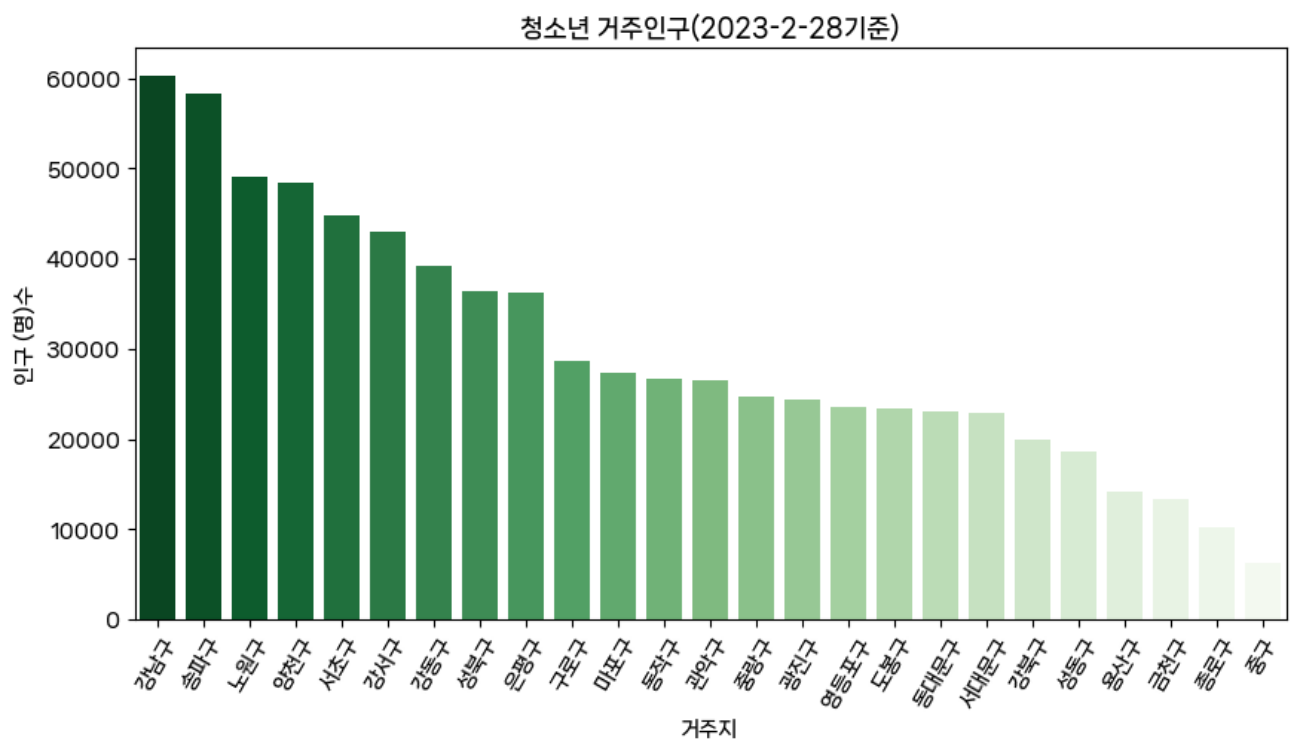 청소년 거주인구(2023-2-28기준)
인구 (명)수
60000
50000
40000
30000
20000
10000
0
강남구
송파구
노원구
양천구
서초구
강서구
강동구
성북구
은평구
구로구
마포구
동작구
관악구
중랑구
광진구
영등포구
도봉구
동대문구
서대문구
강북구
성동구
용산구
금천구
종로구
중구
거주지